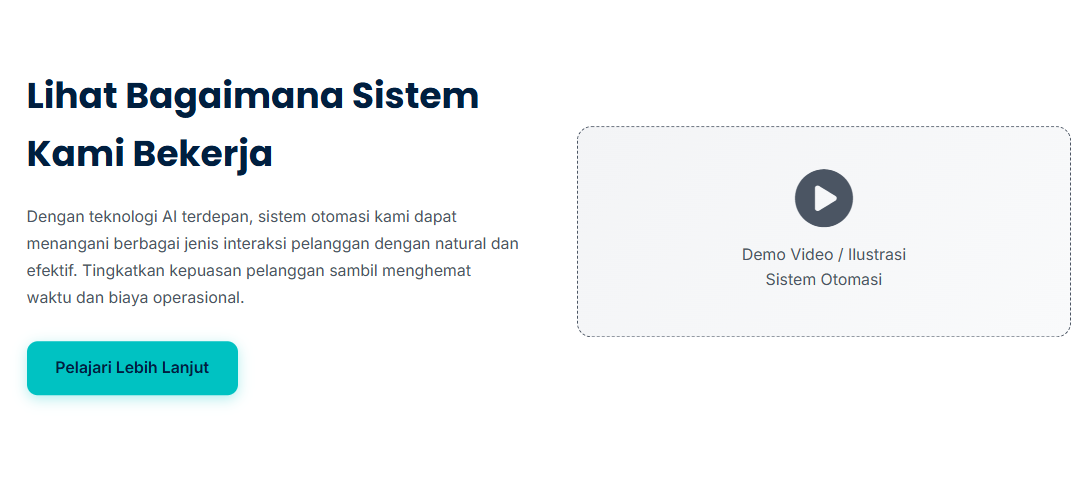 Lihat Bagaimana Sistem
Kami Bekerja
Dengan teknologi AI terdepan, sistem otomasi kami dapat
menangani berbagai jenis interaksi pelanggan dengan natural dan
efektif. Tingkatkan kepuasan pelanggan sambil menghemat
waktu dan biaya operasional.
Pelajari Lebih Lanjut
Demo Video / Ilustrasi
Sistem Otomasi